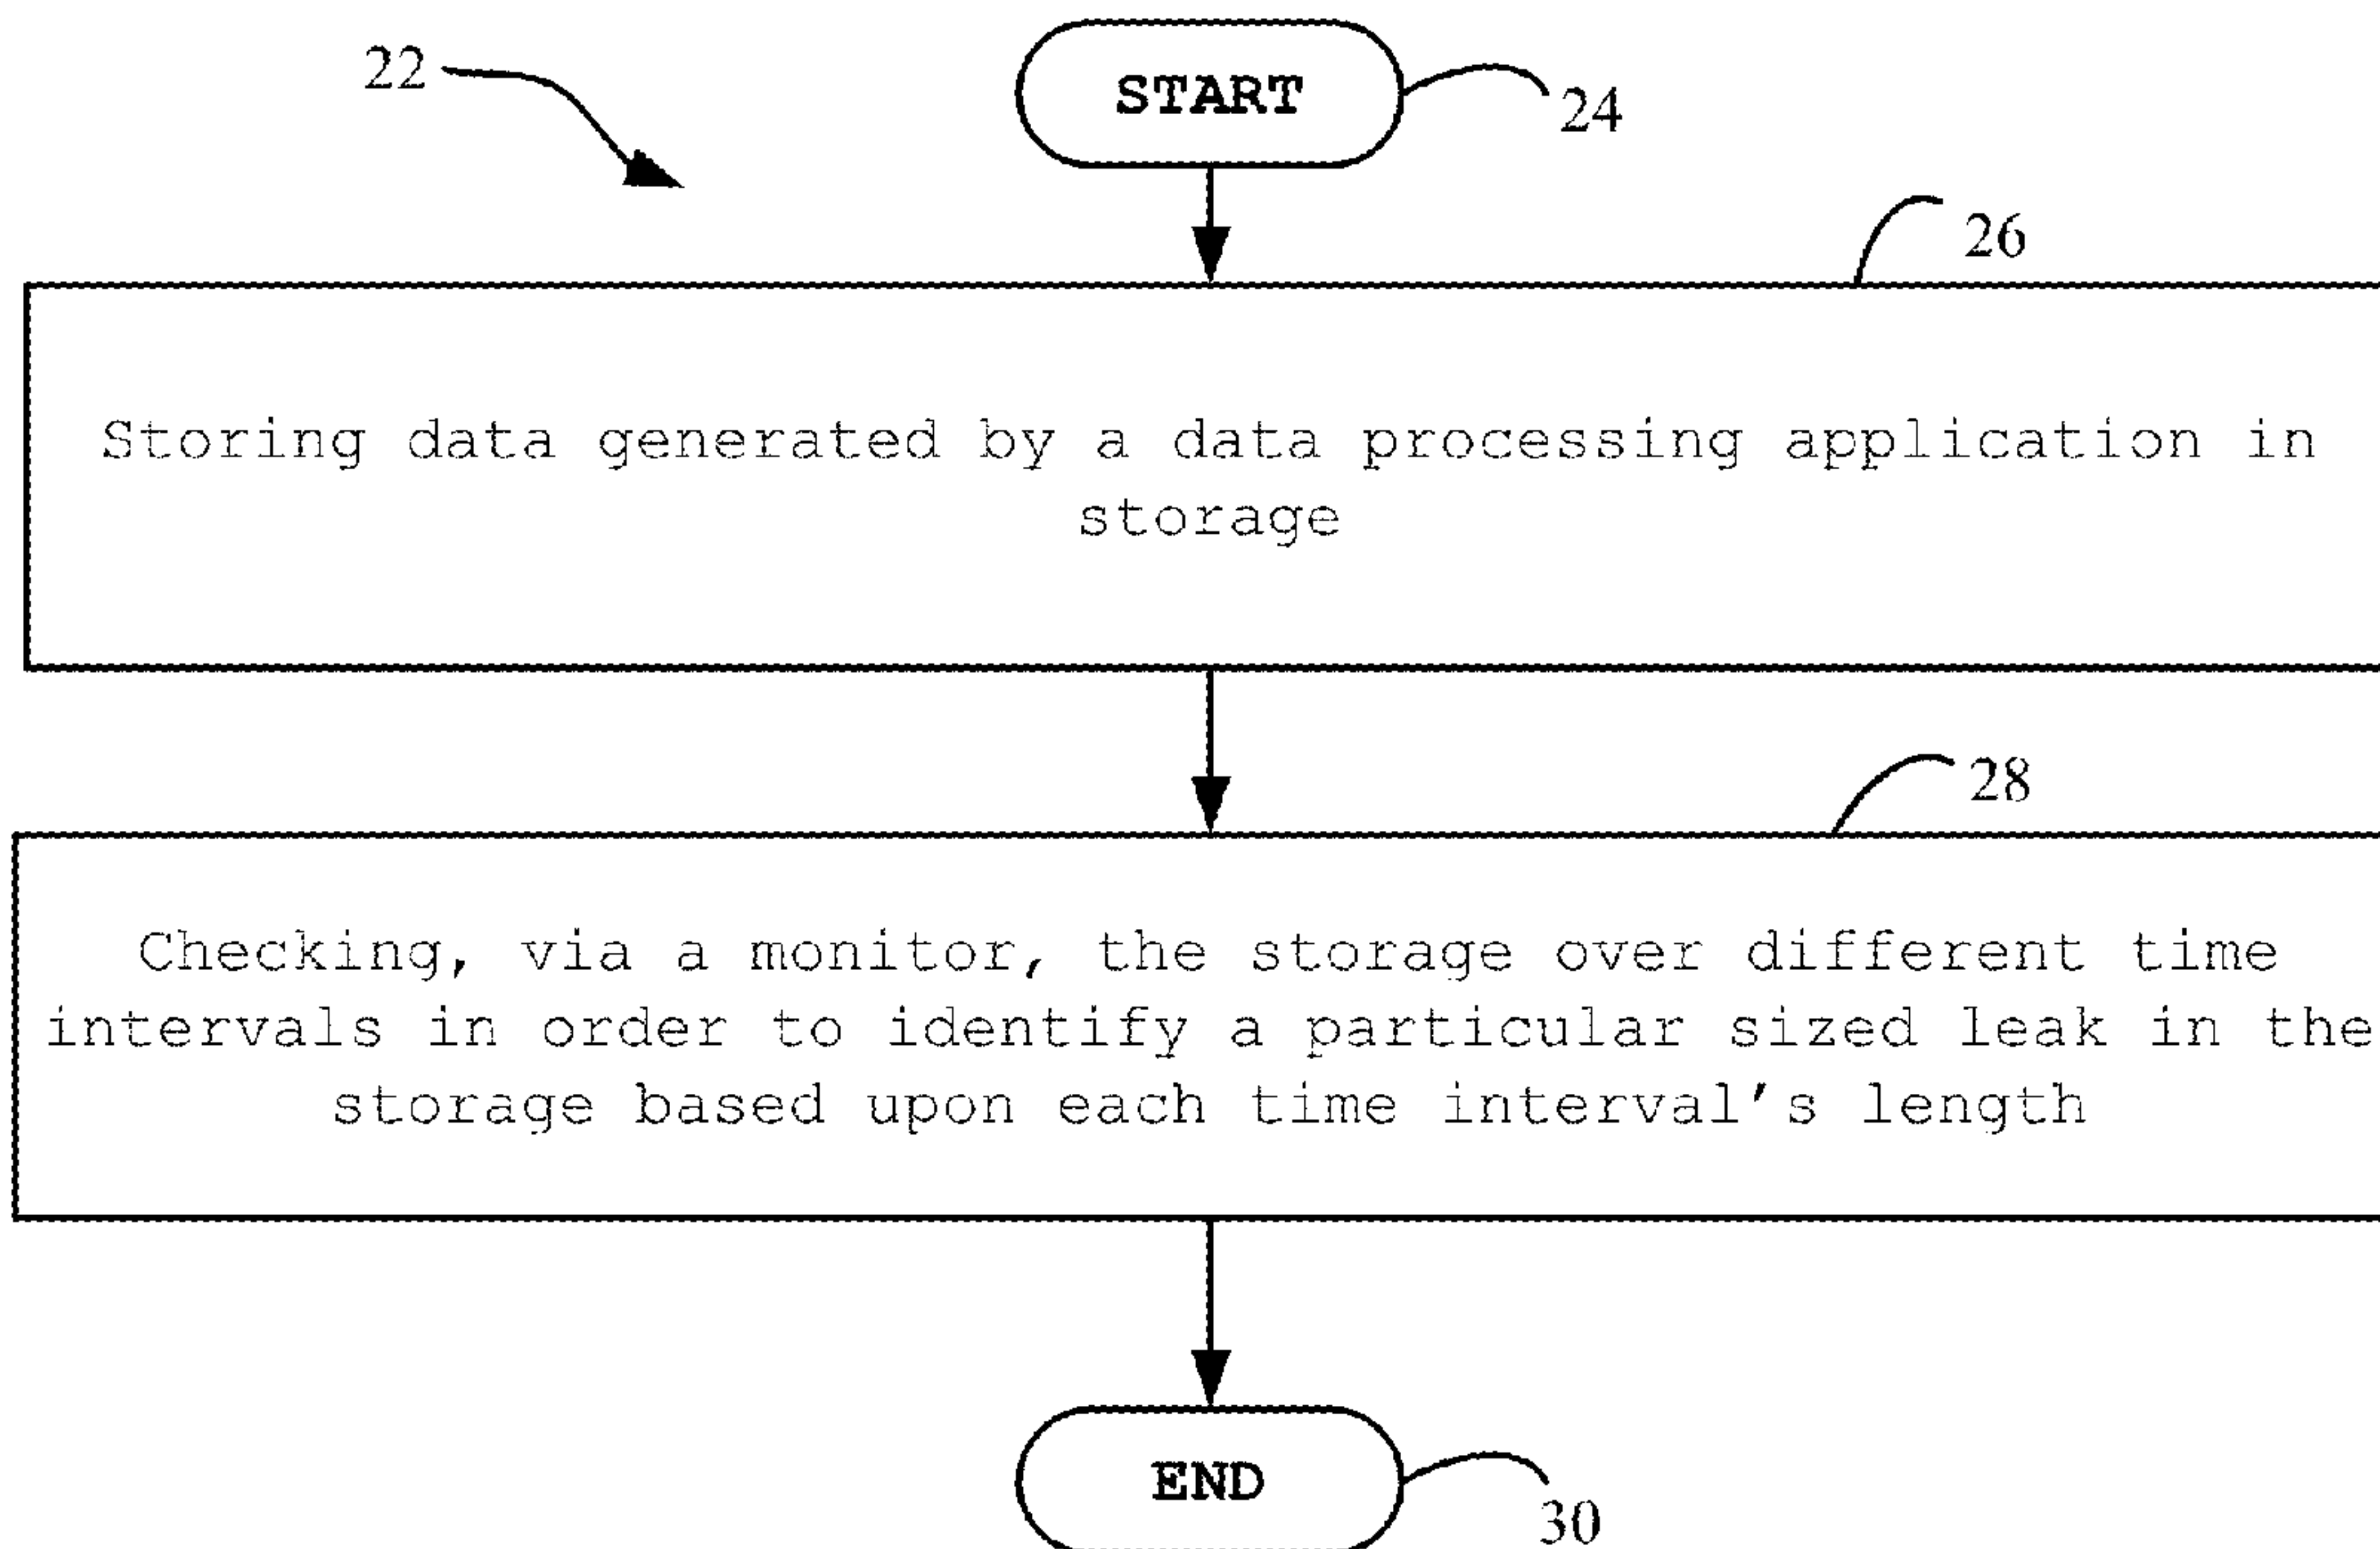 22
START
24
26
Storing data generated by a data processing application in
storage
28
Checking, via a monitor, the storage over different time
intervals in order to identify a particular sized leak in the
storage based upon each time interval's length
END
30